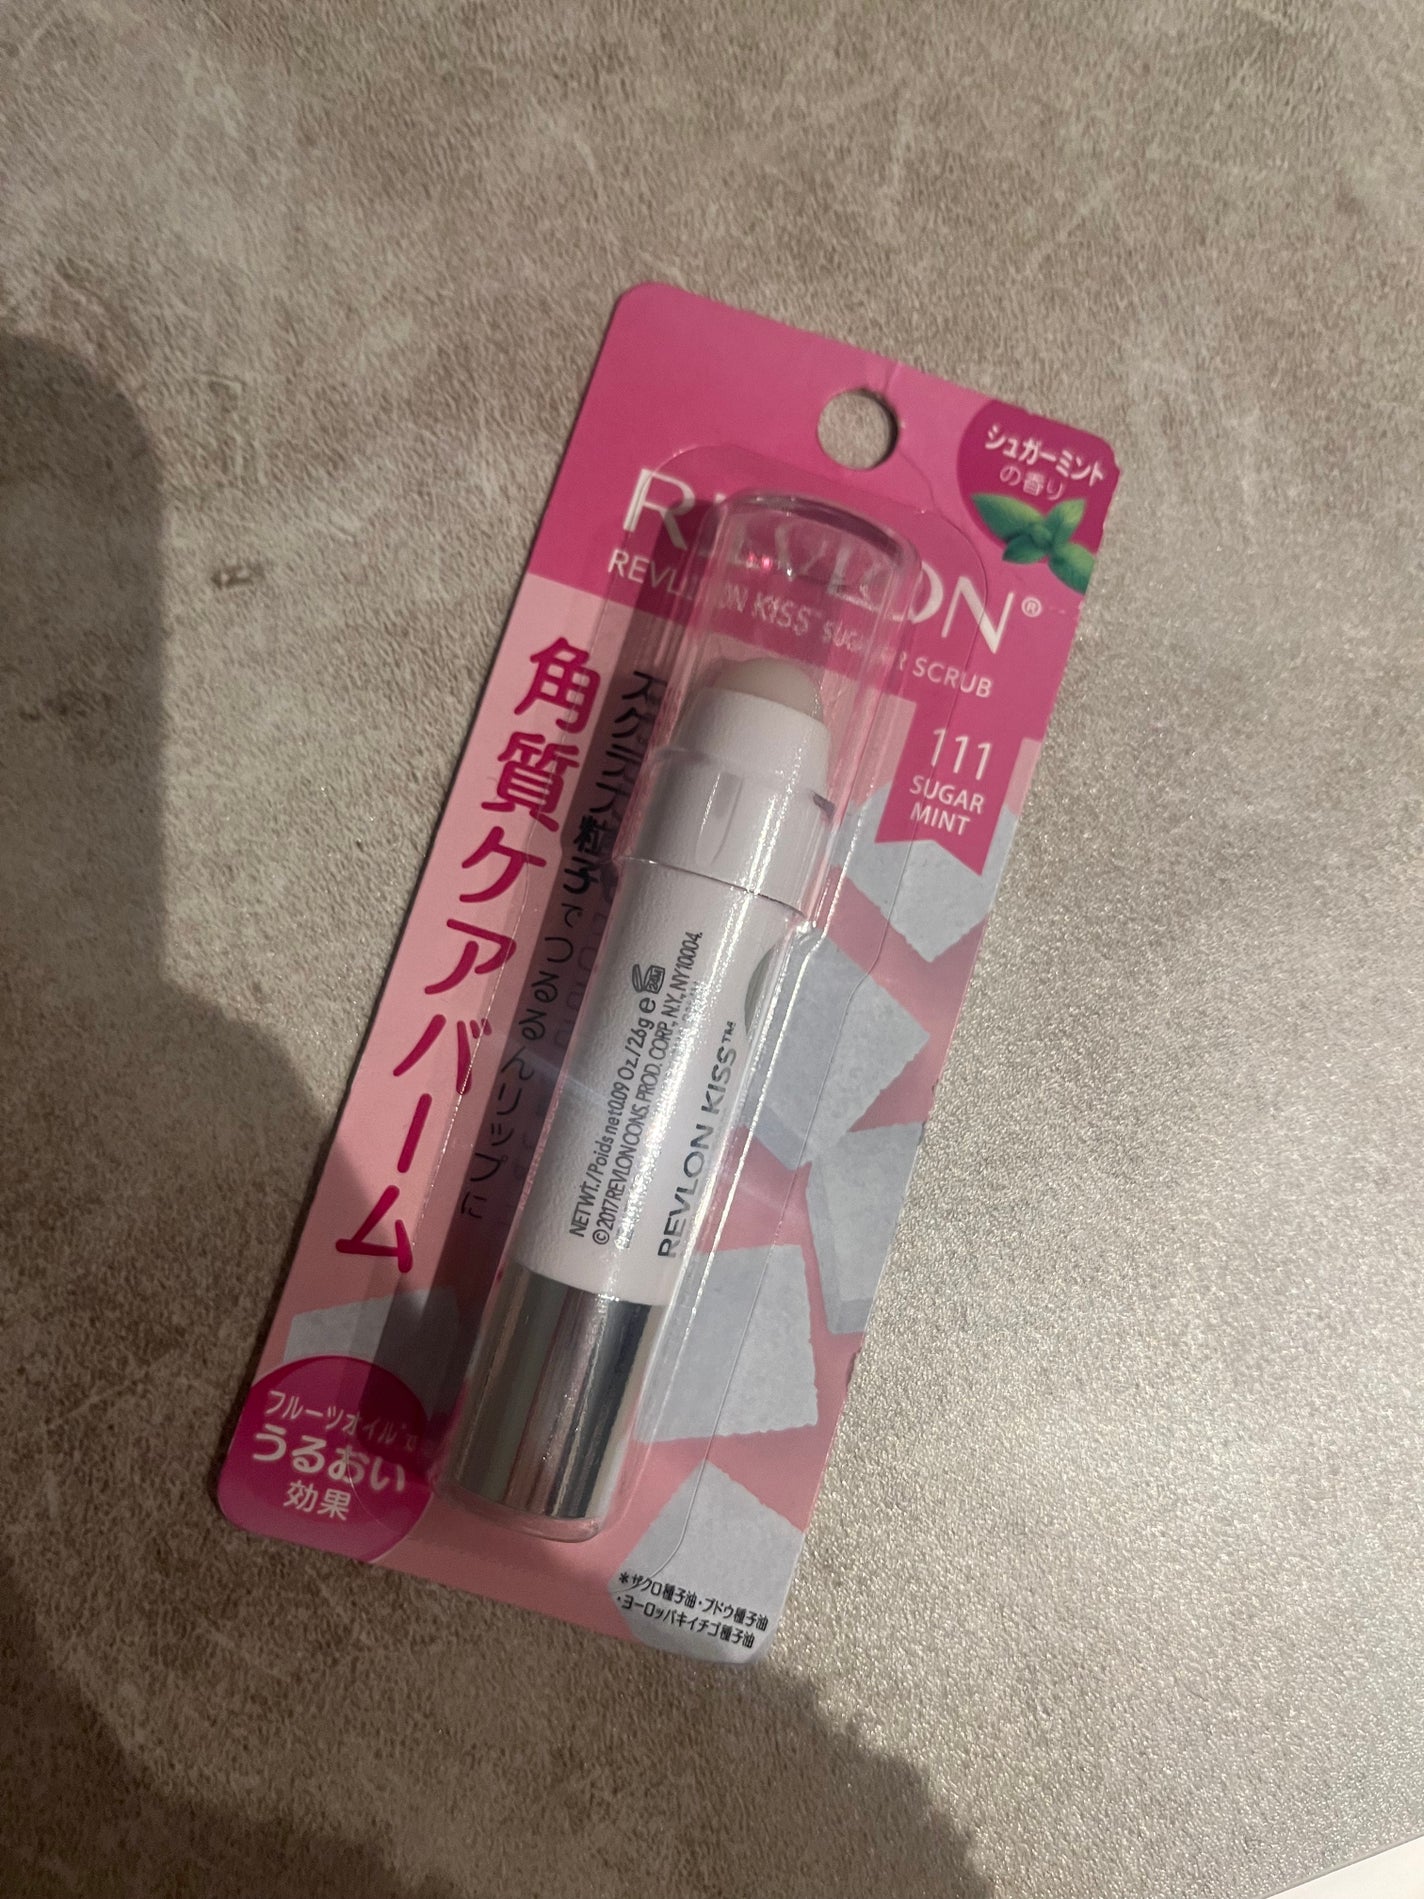 シュガーミント
の香り
REVLON®
REVLON KISS™ SUGAR SCRUB
111
SUGAR
MINT
角質ケアバーム
スクラブ粒子でつるるんリップに
NET WT./Poids net 0.09 Oz./2.6g e 24M
©2017 REVLON CONS. PROD. CORP., N.Y., NY 10004.
REVLON KISS™
フルーツオイル*で
うるおい
効果
*ザクロ種子油・ブドウ種子油
・ヨーロッパキイチゴ種子油